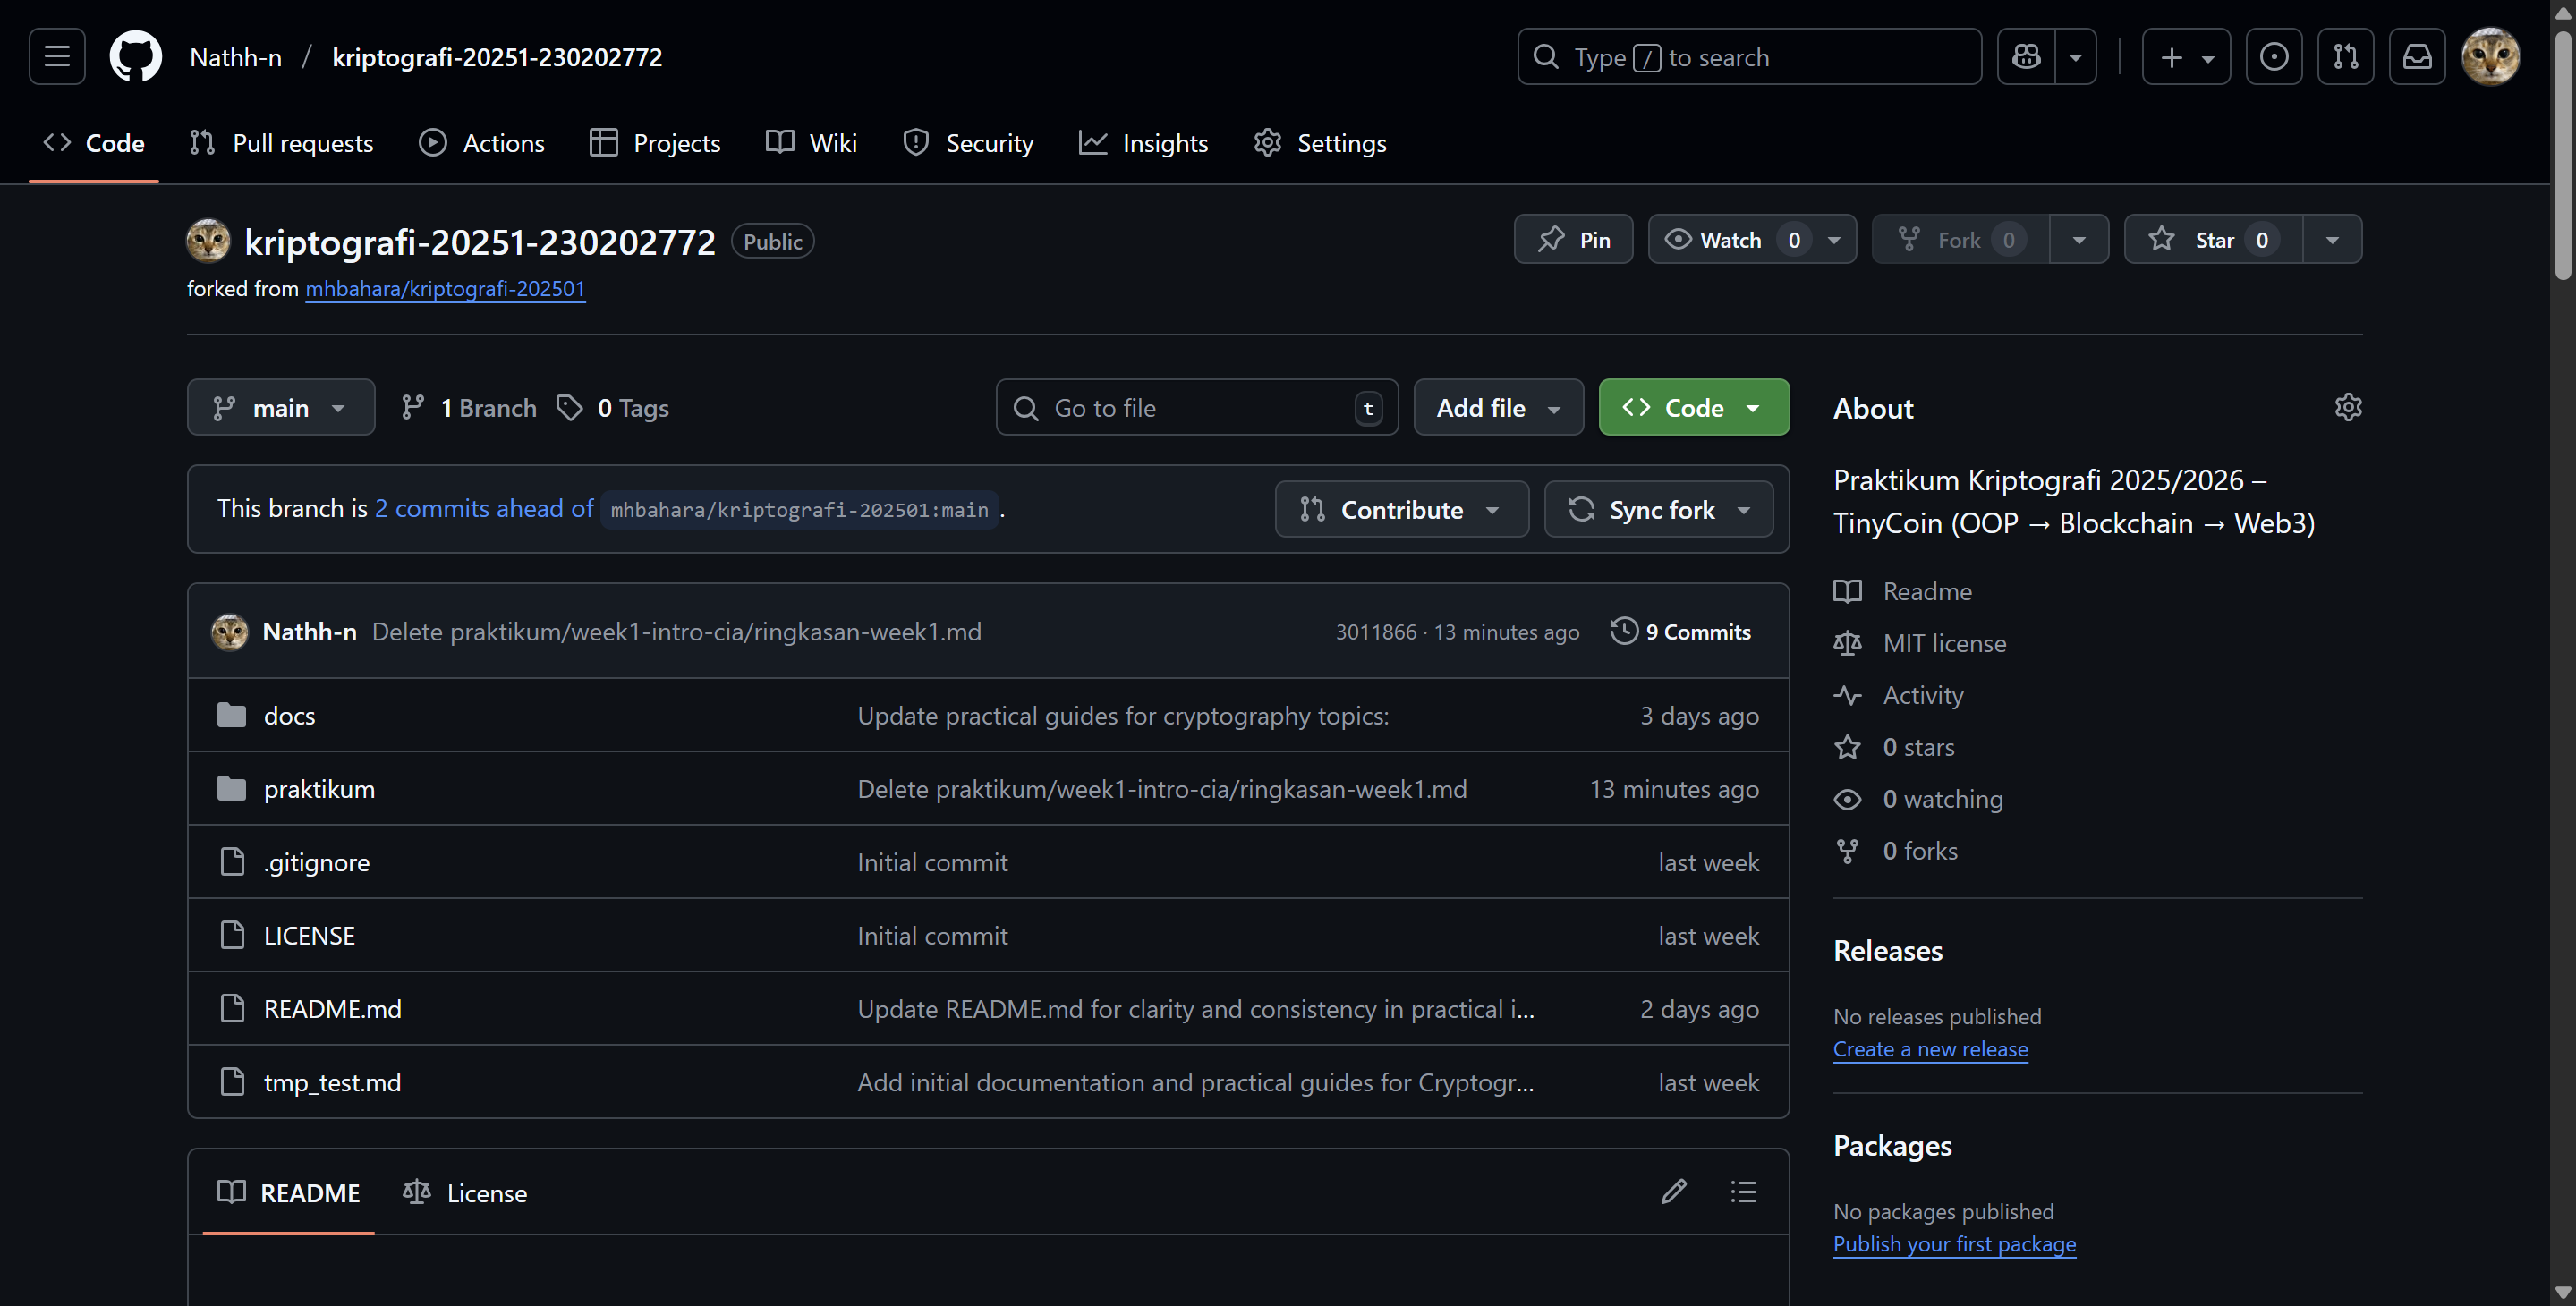 Nathh-n / kriptografi-20251-230202772
Type / to search
Code Pull requests Actions Projects Wiki Security Insights Settings
kriptografi-20251-230202772 Public
Pin Watch 0 Fork 0 Star 0
forked from mhbahara/kriptografi-202501
main 1 Branch 0 Tags
Go to file t Add file Code
This branch is 2 commits ahead of mhbahara/kriptografi-202501:main .
Contribute Sync fork
Nathh-n Delete praktikum/week1-intro-cia/ringkasan-week1.md 3011866 · 13 minutes ago 9 Commits
docs Update practical guides for cryptography topics: 3 days ago
praktikum Delete praktikum/week1-intro-cia/ringkasan-week1.md 13 minutes ago
.gitignore Initial commit last week
LICENSE Initial commit last week
README.md Update README.md for clarity and consistency in practical i... 2 days ago
tmp_test.md Add initial documentation and practical guides for Cryptogr... last week
README License
About
Praktikum Kriptografi 2025/2026 –
TinyCoin (OOP → Blockchain → Web3)
Readme
MIT license
Activity
0 stars
0 watching
0 forks
Releases
No releases published
Create a new release
Packages
No packages published
Publish your first package